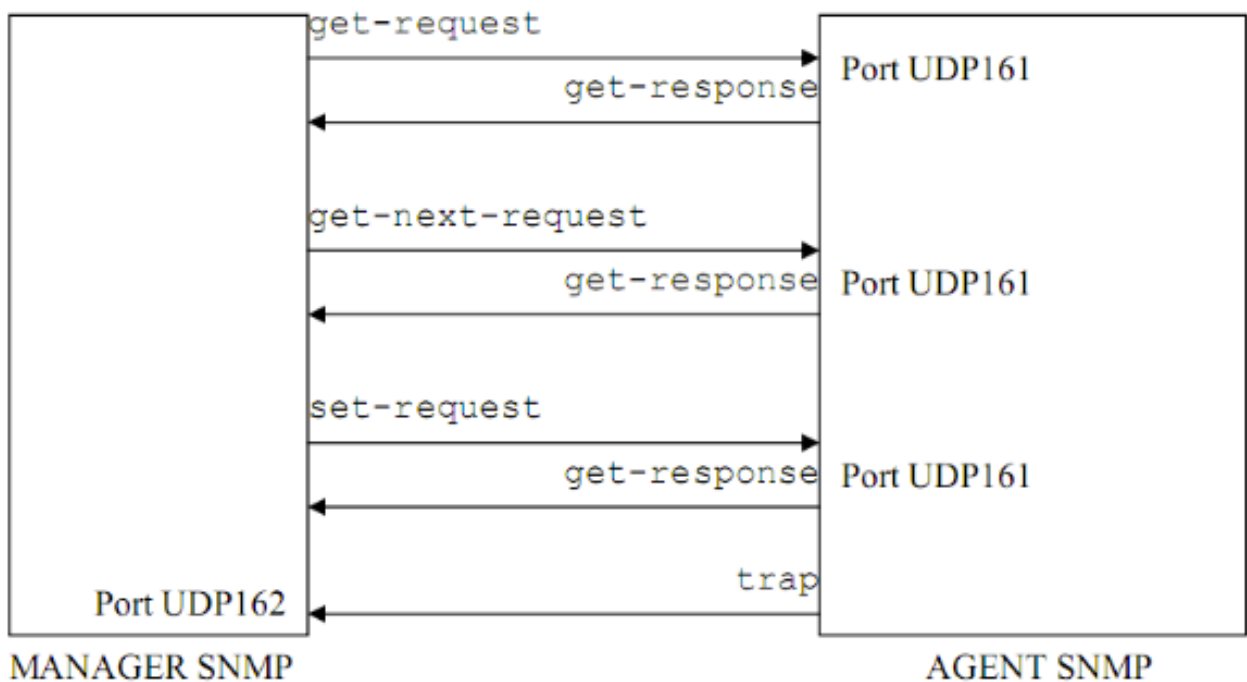 get-request
Port UDP161
get-response
get-next-request
get-response
Port UDP161
set-request
get-response
Port UDP161
trap
Port UDP162
MANAGER SNMP
AGENT SNMP